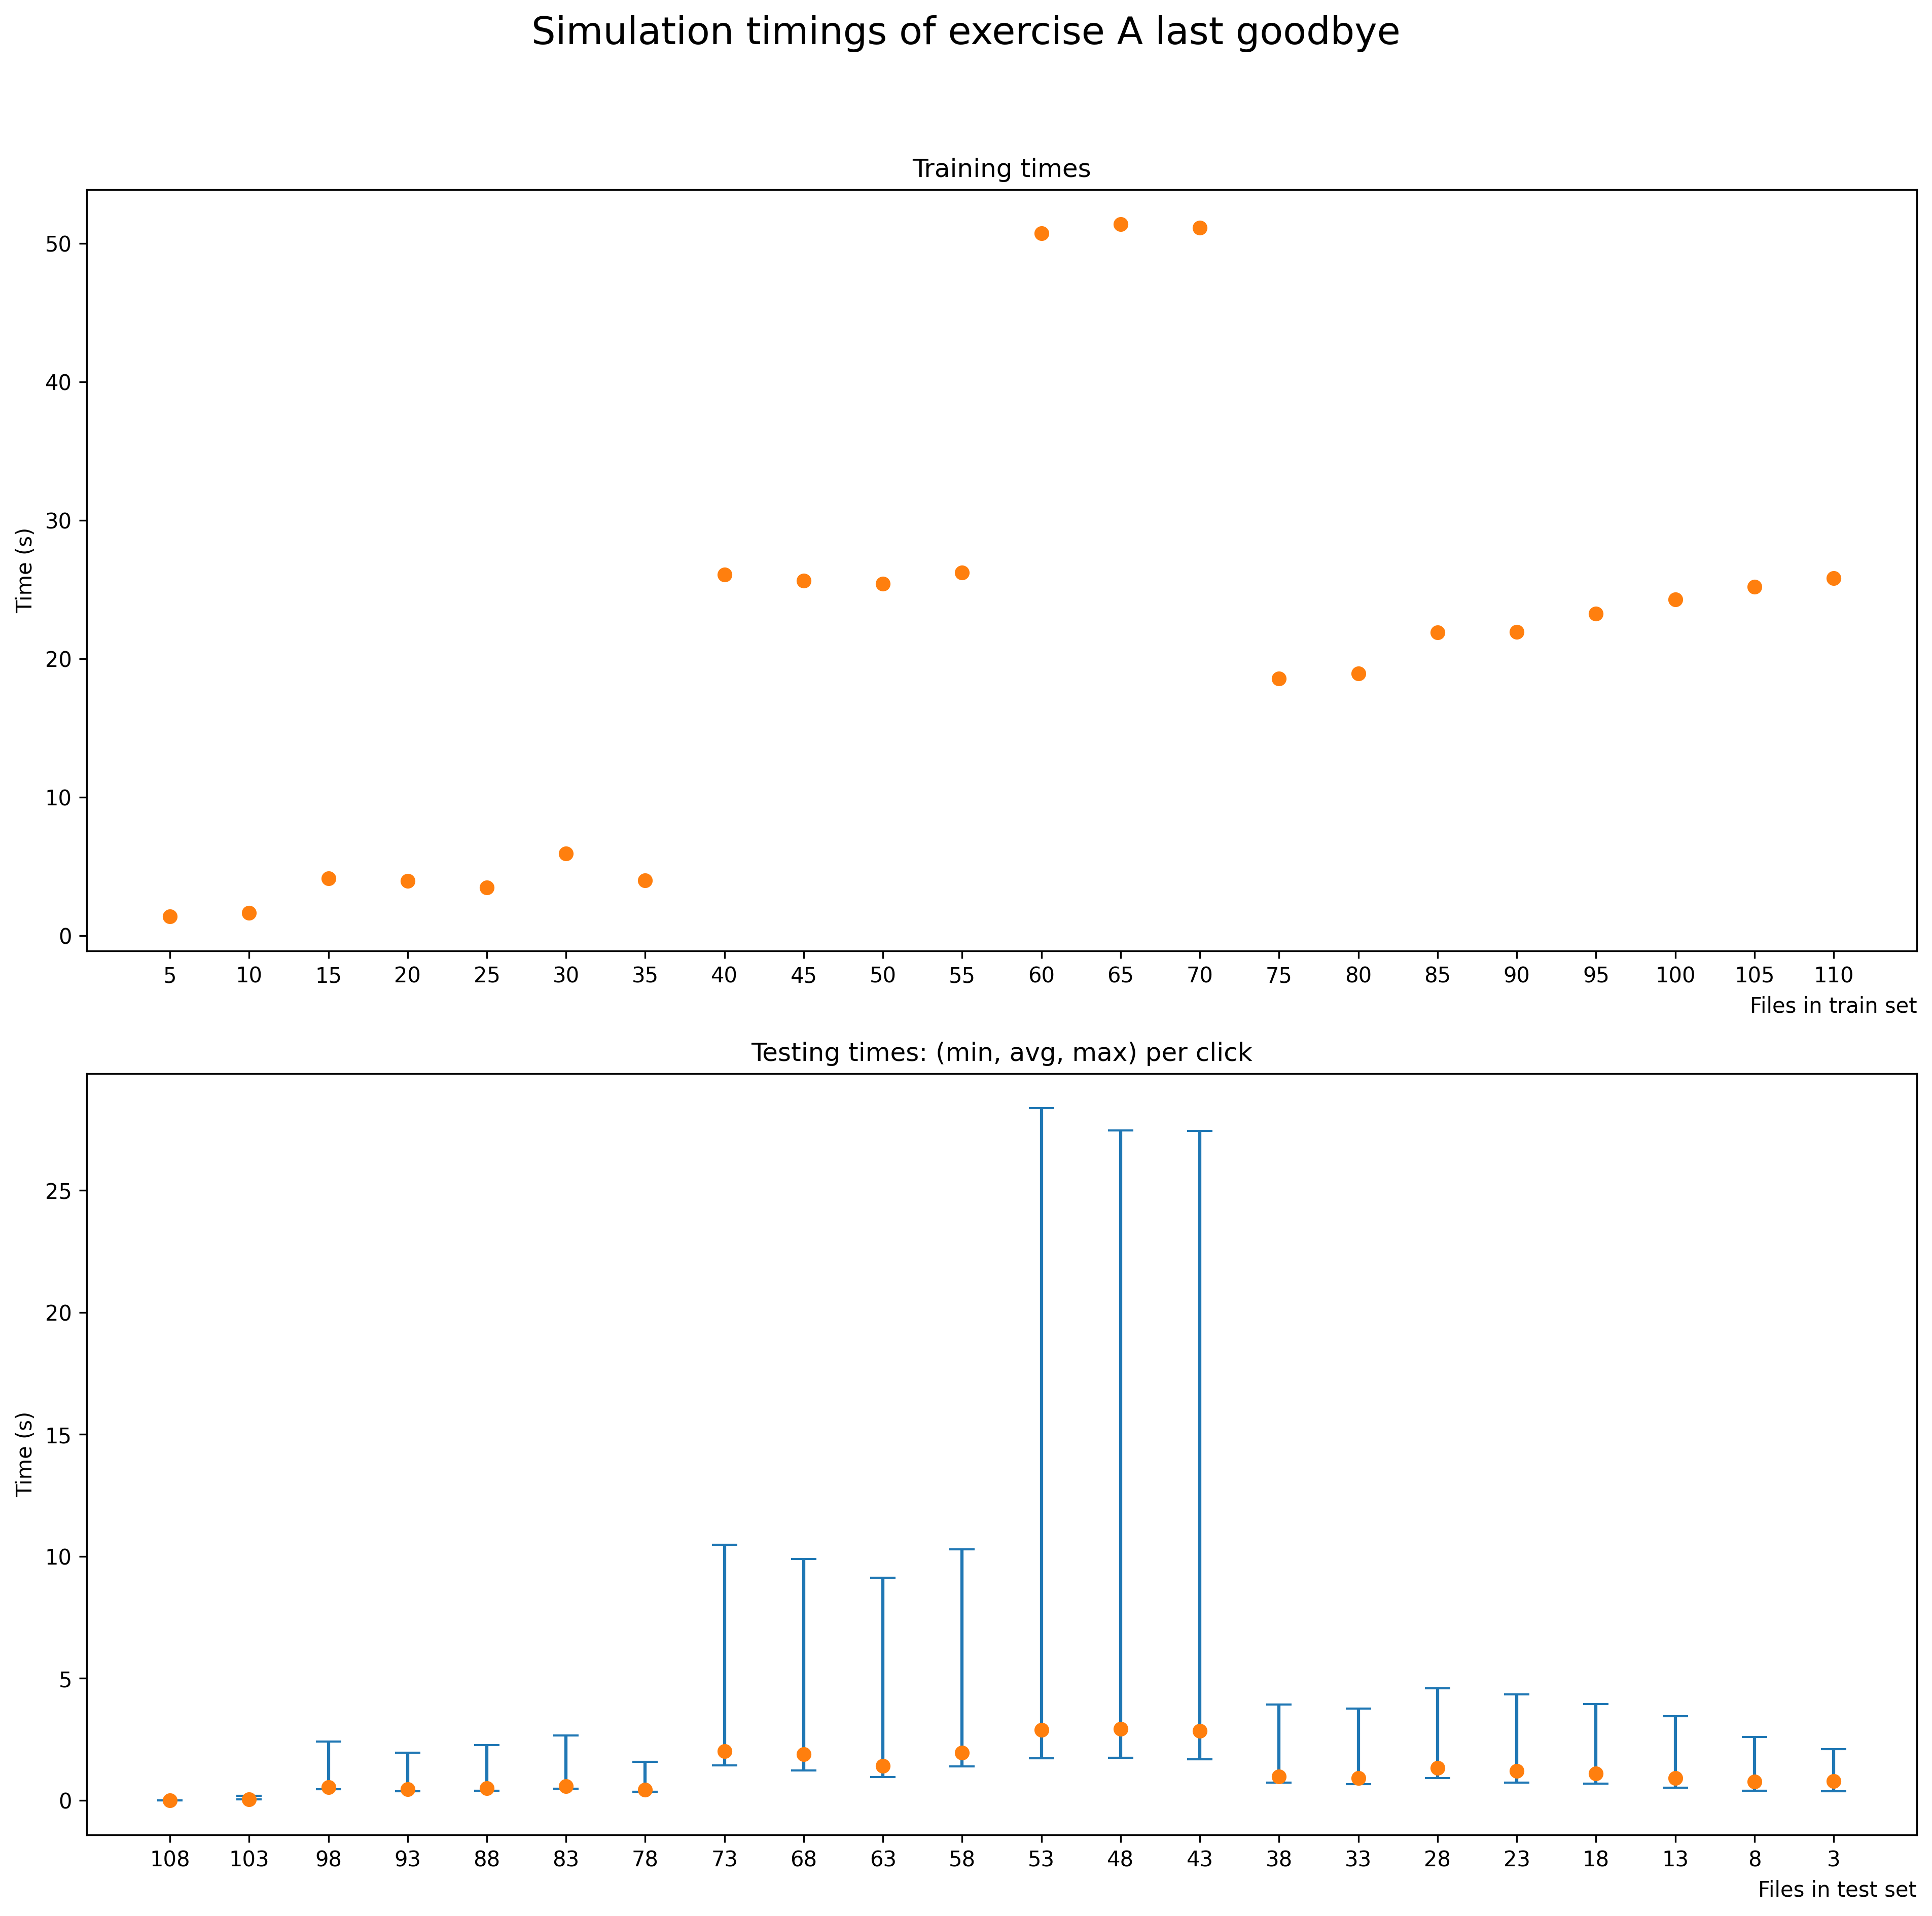 Simulation timings of exercise A last goodbye
Training times
Time (s)
50
40
30
20
10
0
5 10 15 20 25 30 35 40 45 50 55 60 65 70 75 80 85 90 95 100 105 110
Files in train set
Testing times: (min, avg, max) per click
Time (s)
25
20
15
10
5
0
108 103 98 93 88 83 78 73 68 63 58 53 48 43 38 33 28 23 18 13 8 3
Files in test set